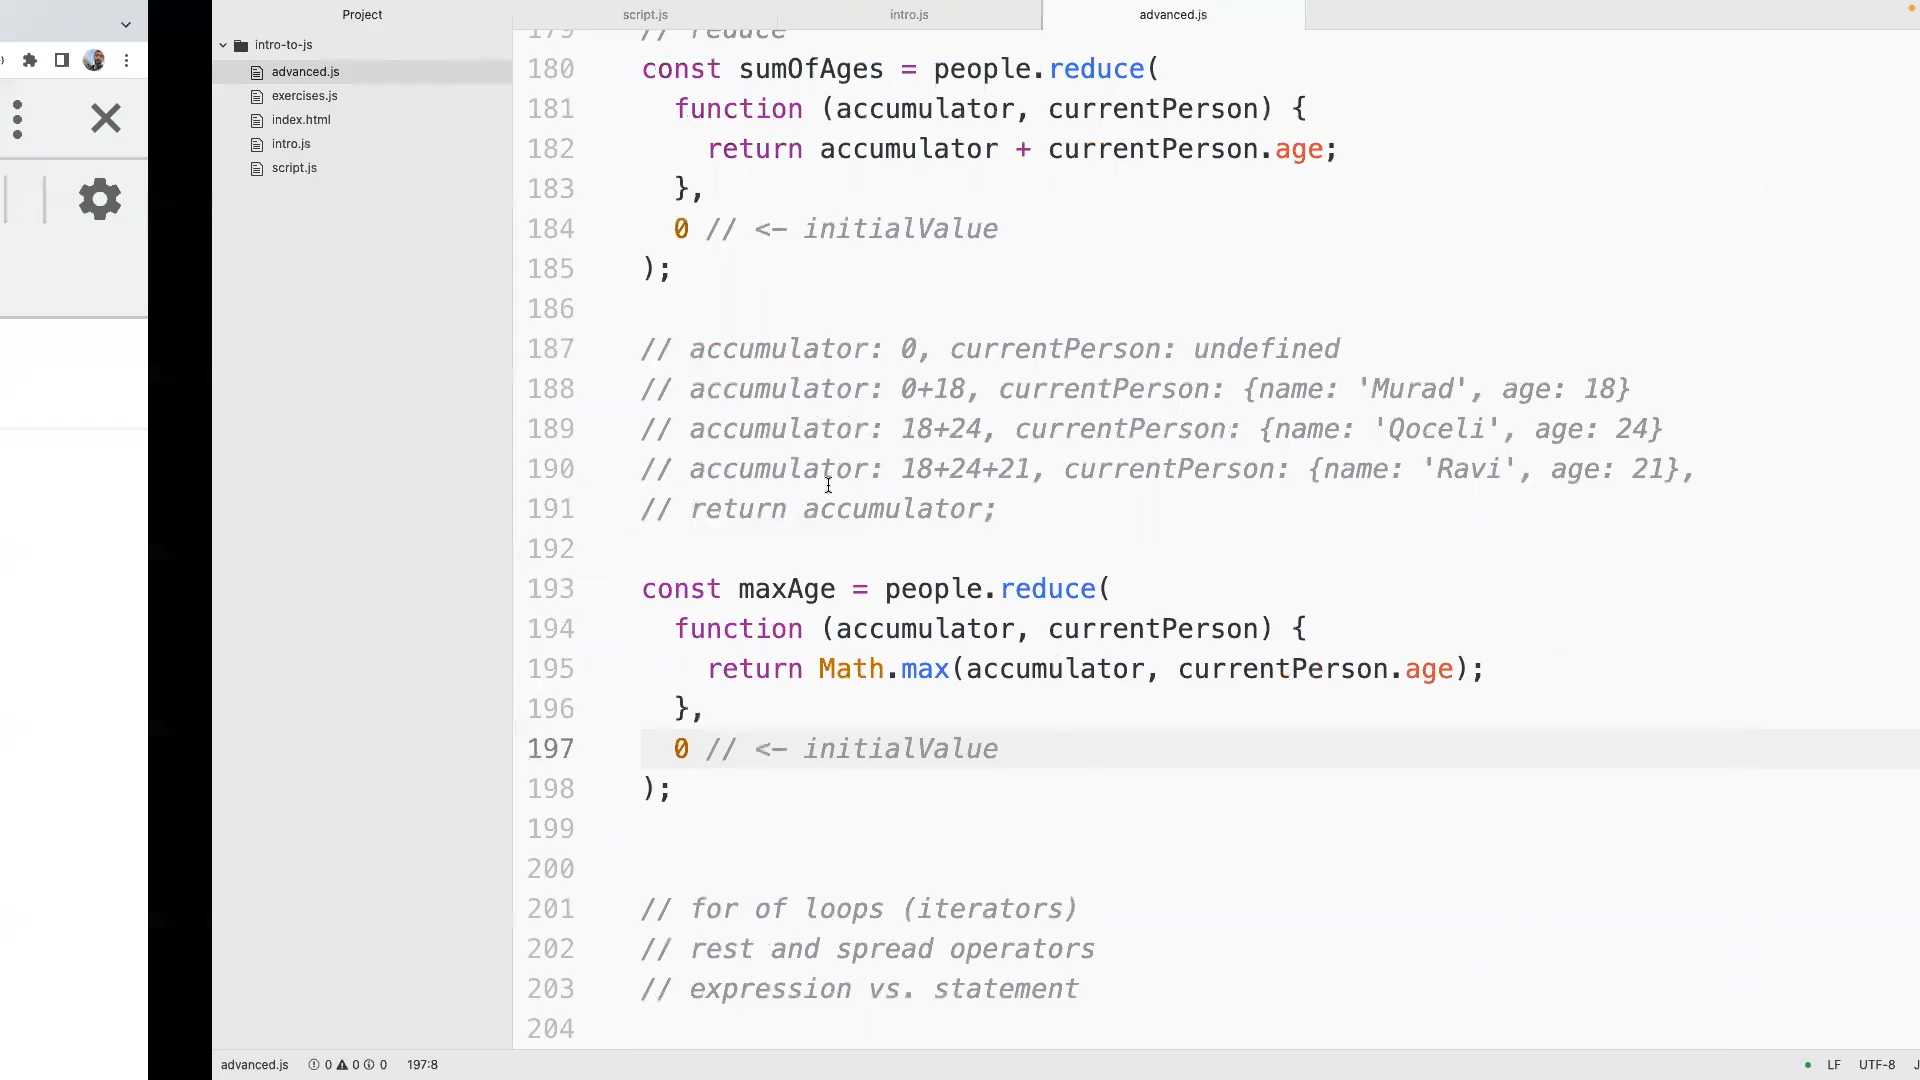 Project
script.js
intro.js
advanced.js
intro-to-js
advanced.js
exercises.js
index.html
intro.js
script.js
179 // reduce
180 const sumOfAges = people.reduce(
181 function (accumulator, currentPerson) {
182 return accumulator + currentPerson.age;
183 },
184 0 // <- initialValue
185 );
186
187 // accumulator: 0, currentPerson: undefined
188 // accumulator: 0+18, currentPerson: {name: 'Murad', age: 18}
189 // accumulator: 18+24, currentPerson: {name: 'Qoceli', age: 24}
190 // accumulator: 18+24+21, currentPerson: {name: 'Ravi', age: 21},
191 // return accumulator;
192
193 const maxAge = people.reduce(
194 function (accumulator, currentPerson) {
195 return Math.max(accumulator, currentPerson.age);
196 },
197 0 // <- initialValue
198 );
199
200
201 // for of loops (iterators)
202 // rest and spread operators
203 // expression vs. statement
204
advanced.js 0 0 0 197:8
LF UTF-8